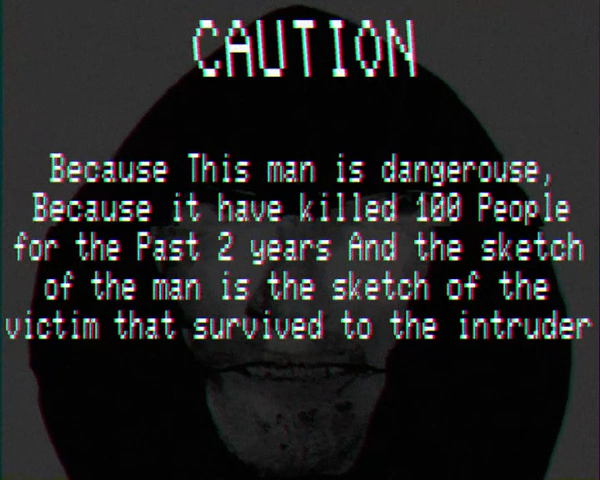 CAUTION
Because This man is dangerouse,
Because it have killed 100 People
for the Past 2 years And the sketch
of the man is the sketch of the
victim that survived to the intruder